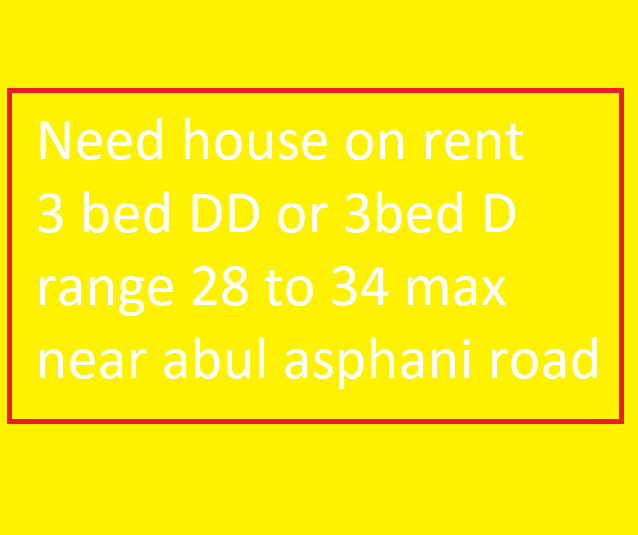 Need house on rent
3 bed DD or 3bed D
range 28 to 34 max
near abul asphani road